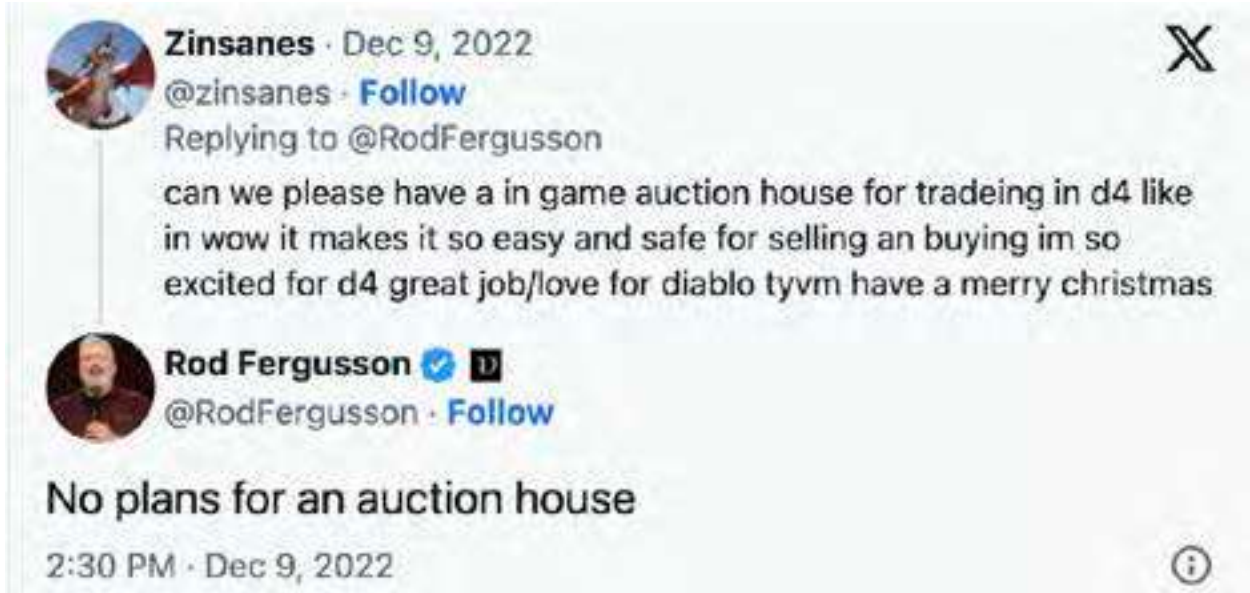 Zinsanes · Dec 9, 2022
@zinsanes · Follow
Replying to @RodFergusson
can we please have a in game auction house for tradeing in d4 like
in wow it makes it so easy and safe for selling an buying im so
excited for d4 great job/love for diablo tyvm have a merry christmas
Rod Fergusson
@RodFergusson · Follow
No plans for an auction house
2:30 PM · Dec 9, 2022